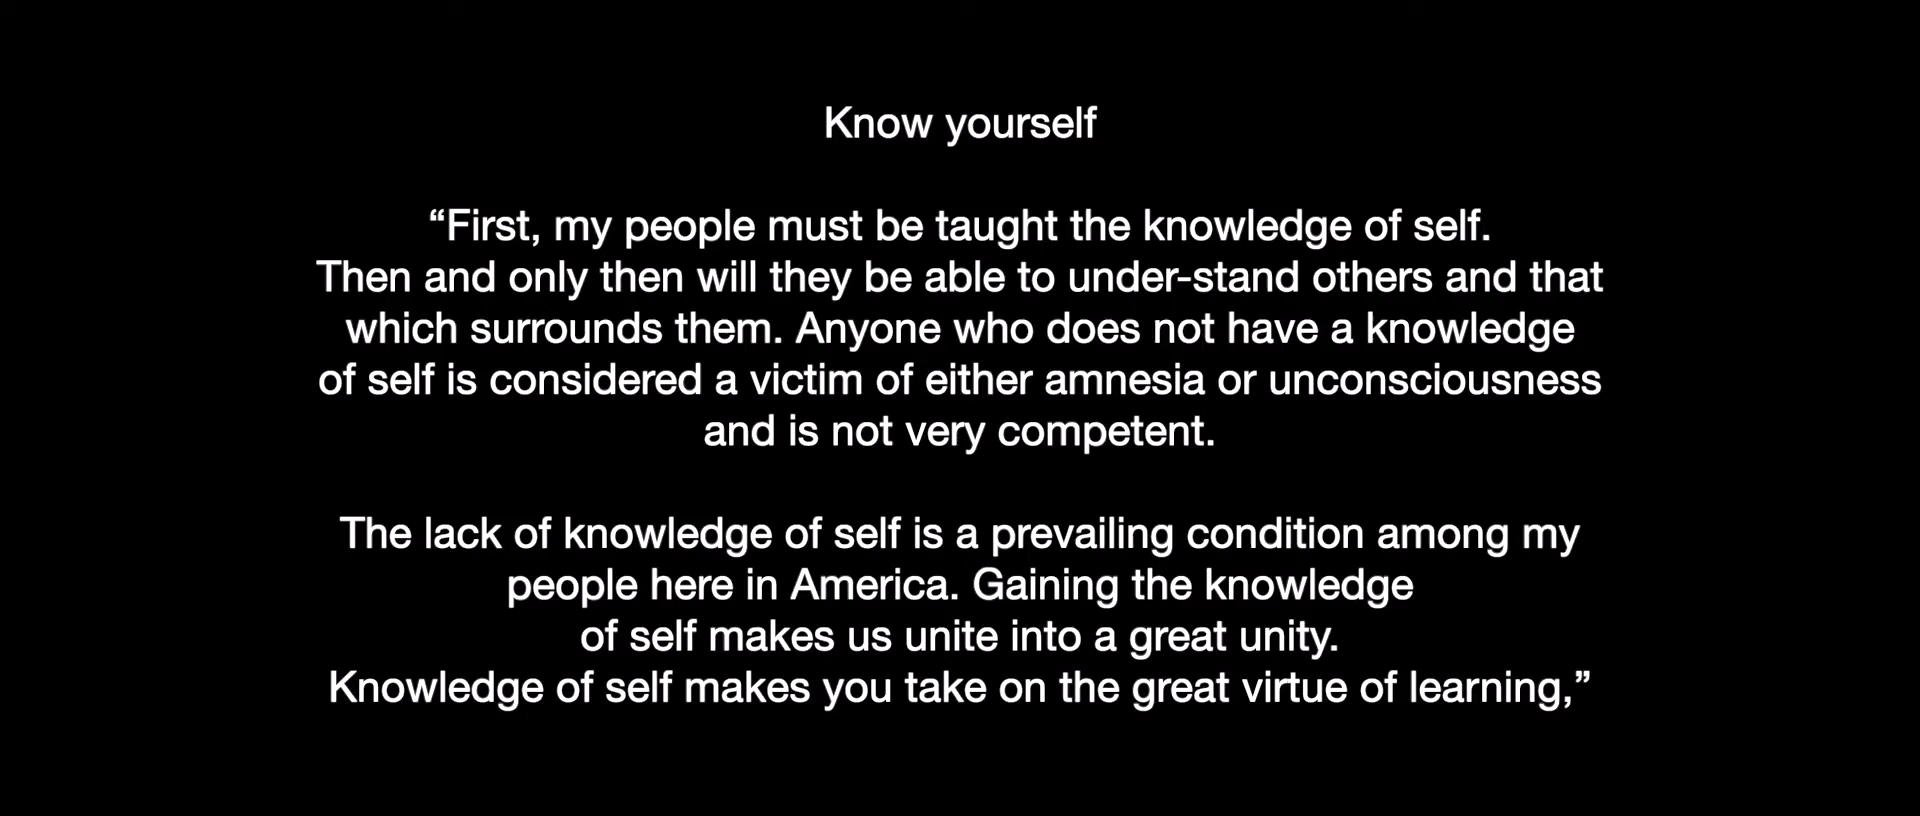 Know yourself
“First, my people must be taught the knowledge of self.
Then and only then will they be able to under-stand others and that
which surrounds them. Anyone who does not have a knowledge
of self is considered a victim of either amnesia or unconsciousness
and is not very competent.
The lack of knowledge of self is a prevailing condition among my
people here in America. Gaining the knowledge
of self makes us unite into a great unity.
Knowledge of self makes you take on the great virtue of learning,”